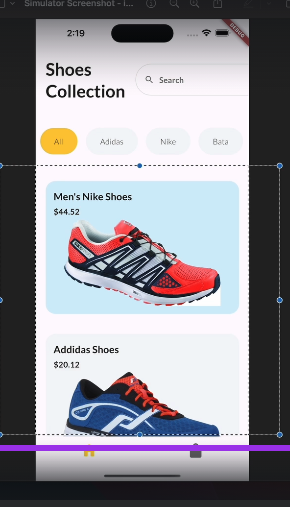 Simulator Screenshot - i...
2:19
DEBUG
Shoes
Collection
Search
All
Adidas
Nike
Bata
Men's Nike Shoes
$44.52
Addidas Shoes
$20.12